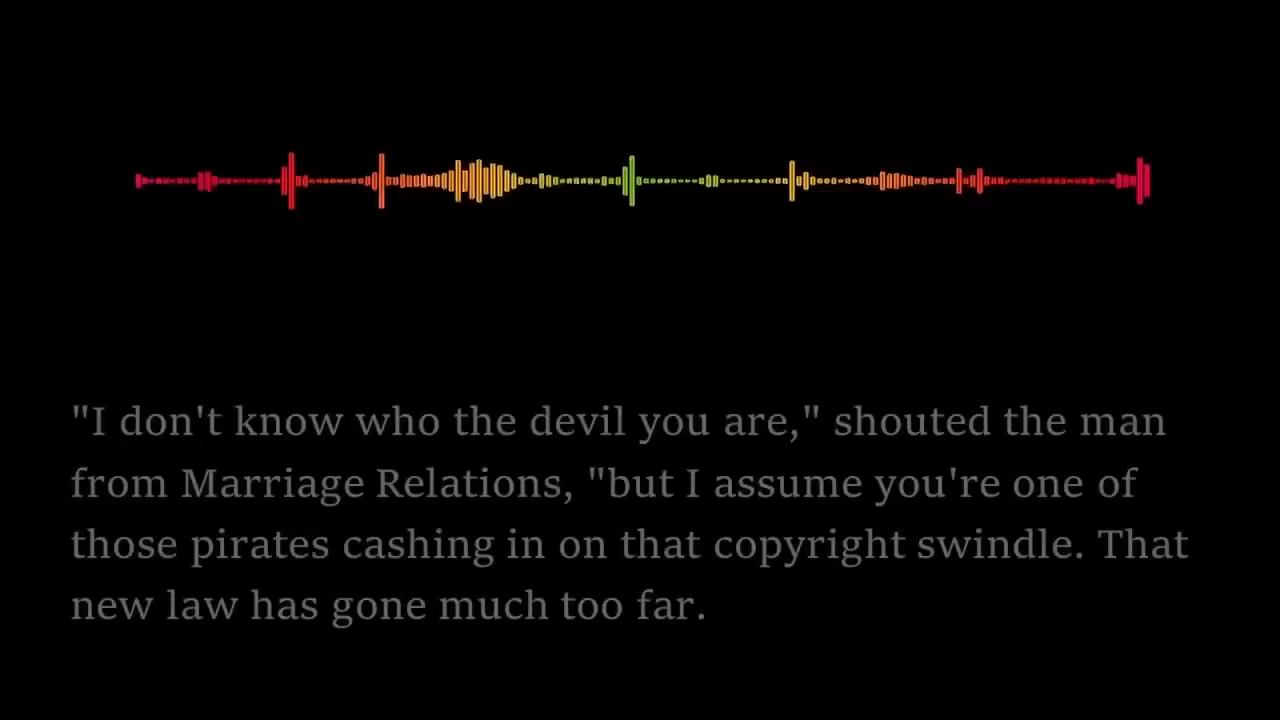 "I don't know who the devil you are," shouted the man
from Marriage Relations, "but I assume you're one of
those pirates cashing in on that copyright swindle. That
new law has gone much too far.